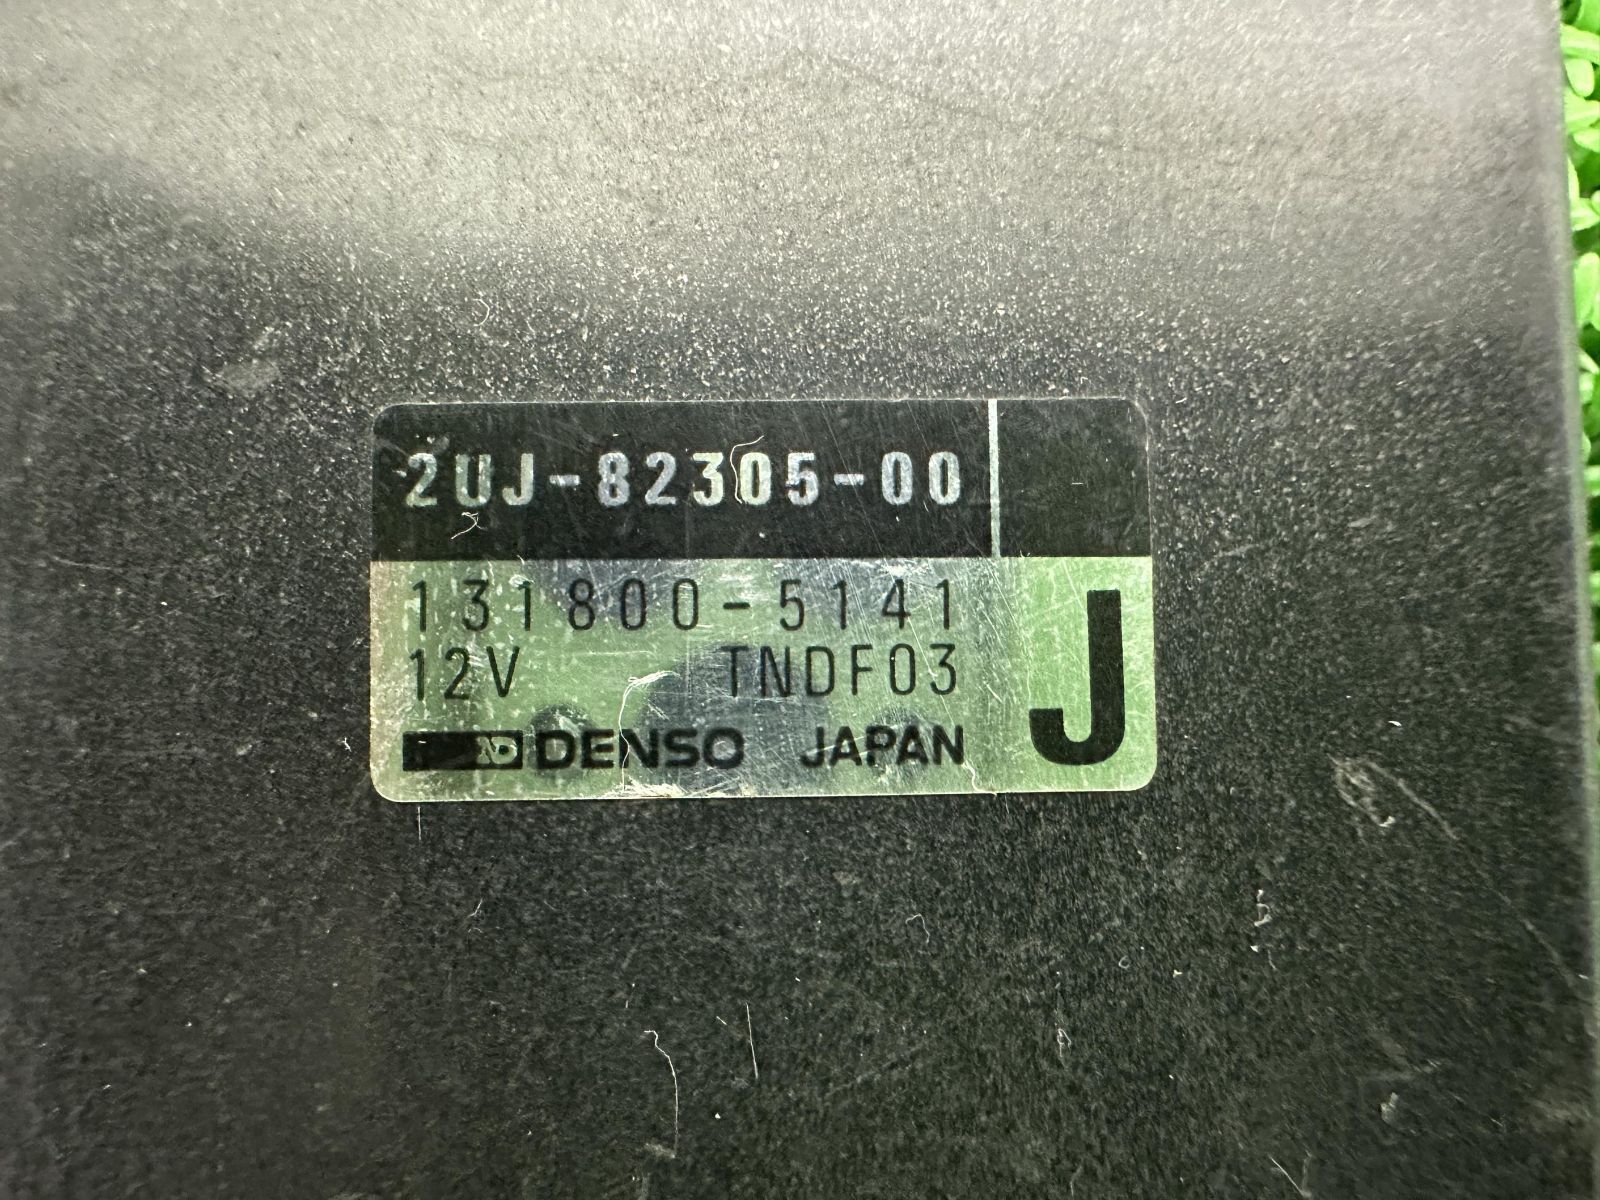 2UJ-82305-00
131800-5141
12V TNDF03
DENSO JAPAN
J